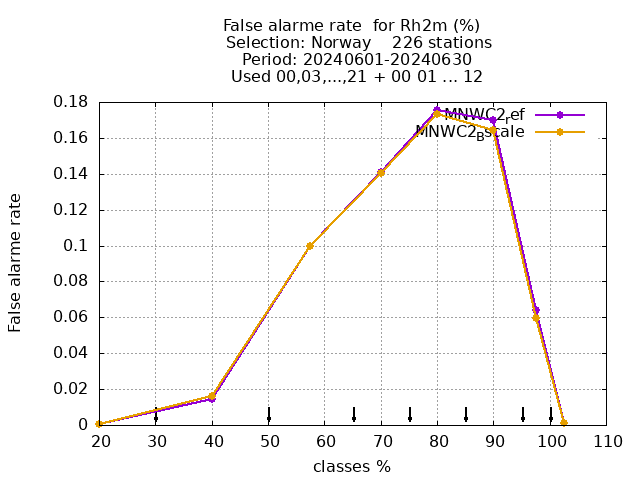 False alarme rate  for Rh2m (%)
Selection: Norway    226 stations
Period: 20240601-20240630
Used 00,03,...,21 + 00 01 ... 12
MNWC2_ref
MNWC2_Bscale
0.18
0.16
0.14
0.12
0.1
0.08
0.06
0.04
0.02
0
False alarme rate
20 30 40 50 60 70 80 90 100 110
classes %